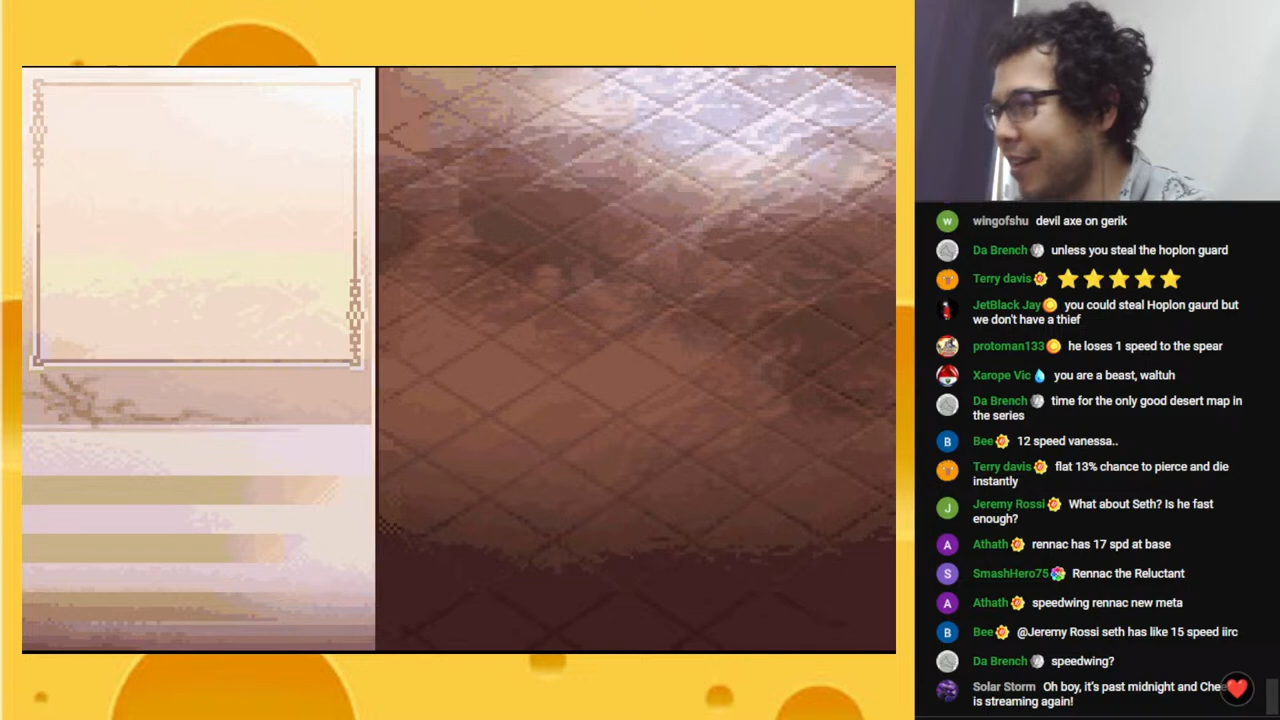 wingofshu devil axe on gerik
Da Brench unless you steal the hoplon guard
Terry davis
JetBlack Jay you could steal Hoplon gaurd but
we don't have a thief
protoman133 he loses 1 speed to the spear
Xarope Vic you are a beast, waltuh
Da Brench time for the only good desert map in
the series
Bee 12 speed vanessa..
Terry davis flat 13% chance to pierce and die
instantly
Jeremy Rossi What about Seth? Is he fast
enough?
Athath rennac has 17 spd at base
SmashHero75 Rennac the Reluctant
Athath speedwing rennac new meta
Bee @Jeremy Rossi seth has like 15 speed iirc
Da Brench speedwing?
Solar Storm Oh boy, it's past midnight and
is streaming again!